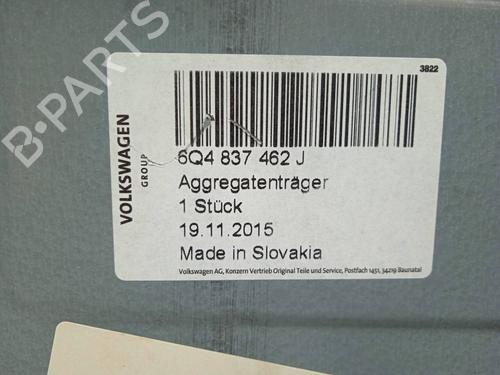 B-PARTS
3822
VOLKSWAGEN
GROUP
6Q4 837 462 J
Aggregatenträger
1 Stück
19.11.2015
Made in Slovakia
Volkswagen AG, Konzern Vertrieb Original Teile und Service, Postfach 1451, 34219 Baunatal